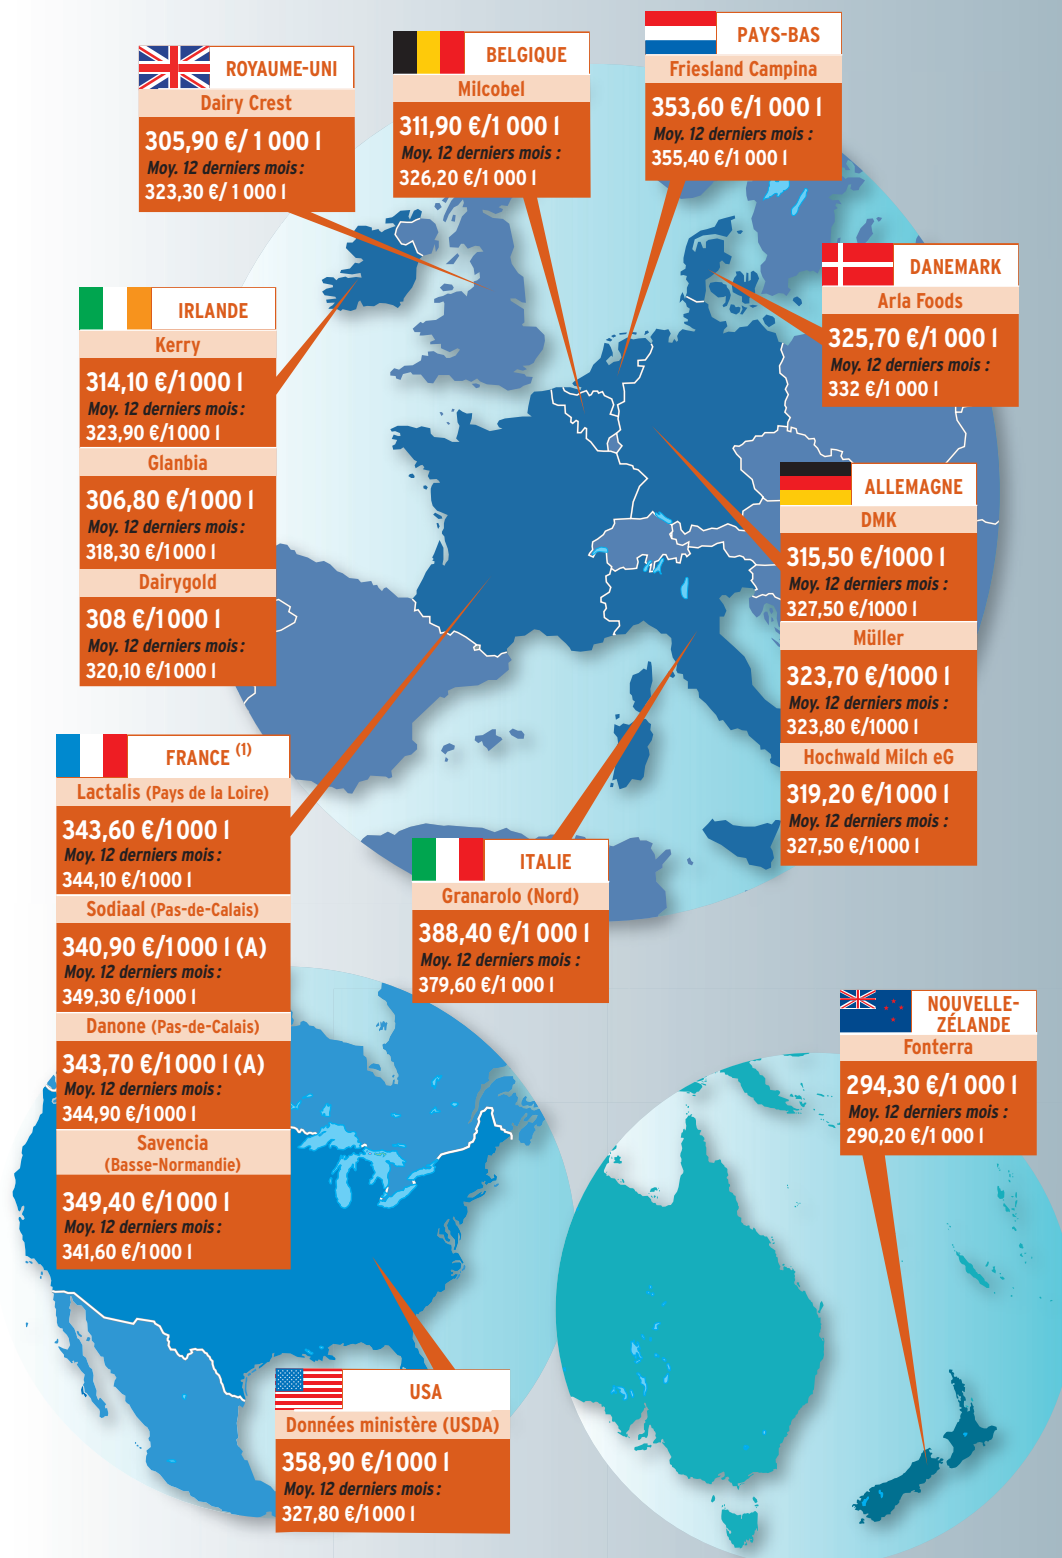 ROYAUME-UNI
Dairy Crest
305,90 €/ 1 000 l
Moy. 12 derniers mois :
323,30 €/ 1 000 l
BELGIQUE
Milcobel
311,90 €/1 000 l
Moy. 12 derniers mois :
326,20 €/1 000 l
PAYS-BAS
Friesland Campina
353,60 €/1 000 l
Moy. 12 derniers mois :
355,40 €/1 000 l
DANEMARK
Arla Foods
325,70 €/1 000 l
Moy. 12 derniers mois :
332 €/1 000 l
IRLANDE
Kerry
314,10 €/1 000 l
Moy. 12 derniers mois :
323,90 €/1000 l
Glanbia
306,80 €/1000 l
Moy. 12 derniers mois :
318,30 €/1000 l
Dairygold
308 €/1000 l
Moy. 12 derniers mois :
320,10 €/1000 l
ALLEMAGNE
DMK
315,50 €/1000 l
Moy. 12 derniers mois :
327,50 €/1000 l
Müller
323,70 €/1000 l
Moy. 12 derniers mois :
323,80 €/1000 l
Hochwald Milch eG
319,20 €/1000 l
Moy. 12 derniers mois :
327,50 €/1000 l
FRANCE (1)
Lactalis (Pays de la Loire)
343,60 €/1000 l
Moy. 12 derniers mois :
344,10 €/1000 l
Sodiaal (Pas-de-Calais)
340,90 €/1000 l (A)
Moy. 12 derniers mois :
349,30 €/1000 l
Danone (Pas-de-Calais)
343,70 €/1000 l (A)
Moy. 12 derniers mois :
344,90 €/1000 l
Savencia
(Basse-Normandie)
349,40 €/1000 l
Moy. 12 derniers mois :
341,60 €/1000 l
ITALIE
Granarolo (Nord)
388,40 €/1 000 l
Moy. 12 derniers mois :
379,60 €/1 000 l
NOUVELLE-
ZÉLANDE
Fonterra
294,30 €/1 000 l
Moy. 12 derniers mois :
290,20 €/1 000 l
USA
Données ministère (USDA)
358,90 €/1000 l
Moy. 12 derniers mois :
327,80 €/1000 l